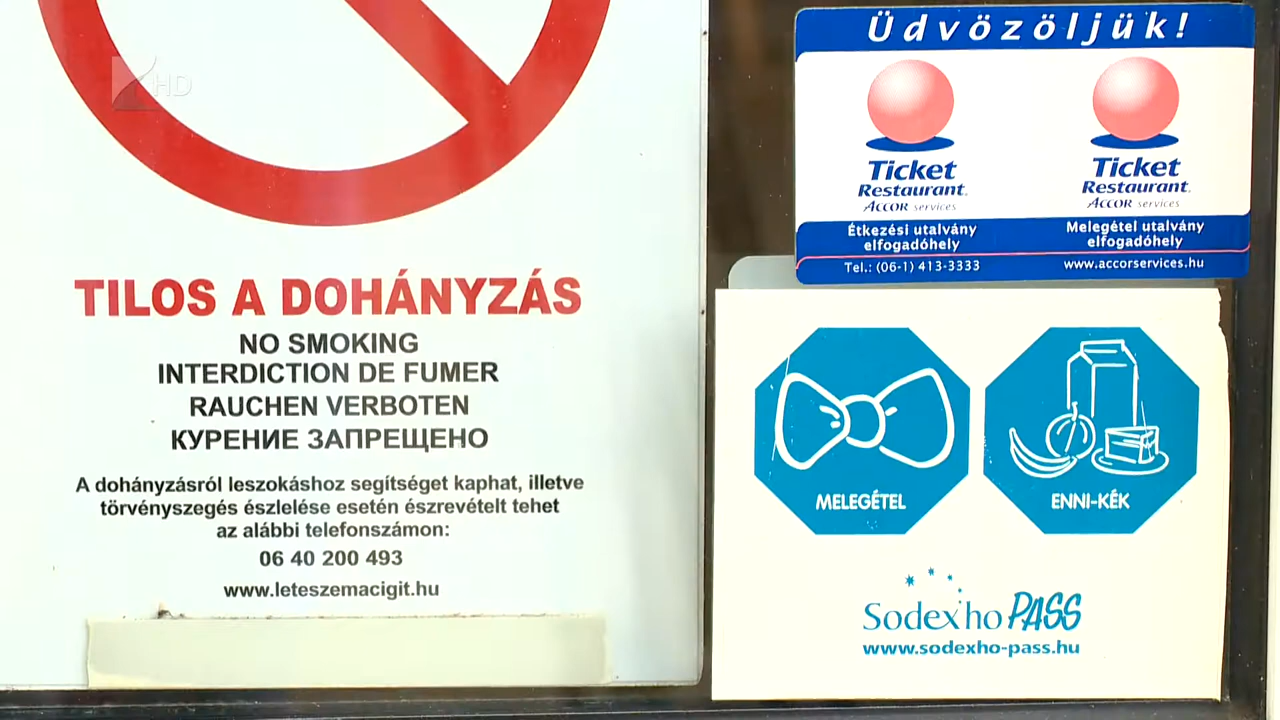 HD
TILOS A DOHÁNYZÁS
NO SMOKING
INTERDICTION DE FUMER
RAUCHEN VERBOTEN
КУРЕНИЕ ЗАПРЕЩЕНО
A dohányzásról leszokáshoz segítséget kaphat, illetve
törvényszegés észlelése esetén észrevételt tehet
az alábbi telefonszámon:
06 40 200 493
www.leteszemacigit.hu
Üdvözöljük!
Ticket
Restaurant
ACCOR services
Étkezési utalvány
elfogadóhely
Tel.: (06-1) 413-3333
Ticket
Restaurant
ACCOR services
Melegétel utalvány
elfogadóhely
www.accorservices.hu
MELEGÉTEL
ENNI-KÉK
Sodexho PASS
www.sodexho-pass.hu